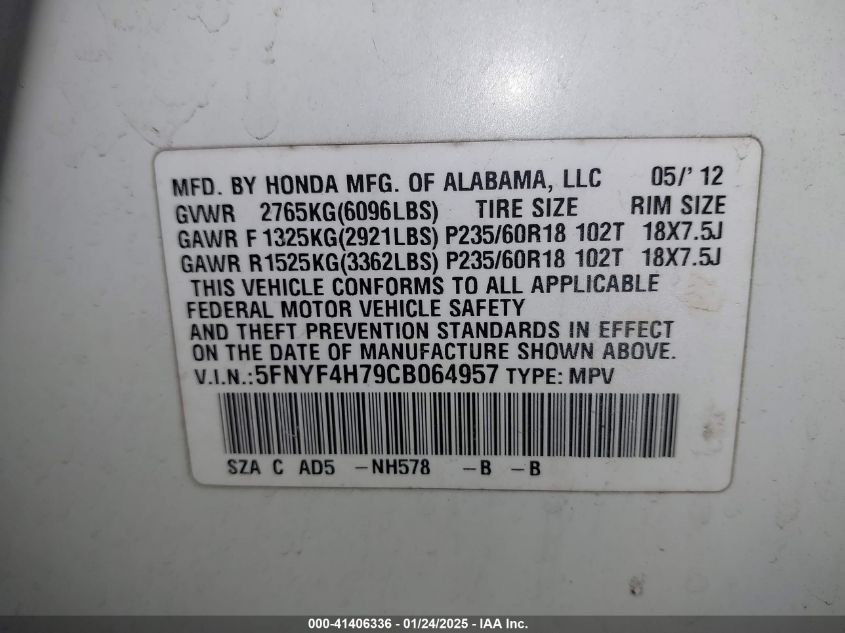 MFD. BY HONDA MFG. OF ALABAMA, LLC 05/'12
GVWR 2765KG(6096LBS) TIRE SIZE RIM SIZE
GAWR F 1325KG(2921LBS) P235/60R18 102T 18X7.5J
GAWR R 1525KG(3362LBS) P235/60R18 102T 18X7.5J
THIS VEHICLE CONFORMS TO ALL APPLICABLE
FEDERAL MOTOR VEHICLE SAFETY
AND THEFT PREVENTION STANDARDS IN EFFECT
ON THE DATE OF MANUFACTURE SHOWN ABOVE.
V.I.N.:5FNYF4H79CB064957 TYPE: MPV
SZA C AD5 -NH578 -B -B
000-41406336 - 01/24/2025 - IAA Inc.